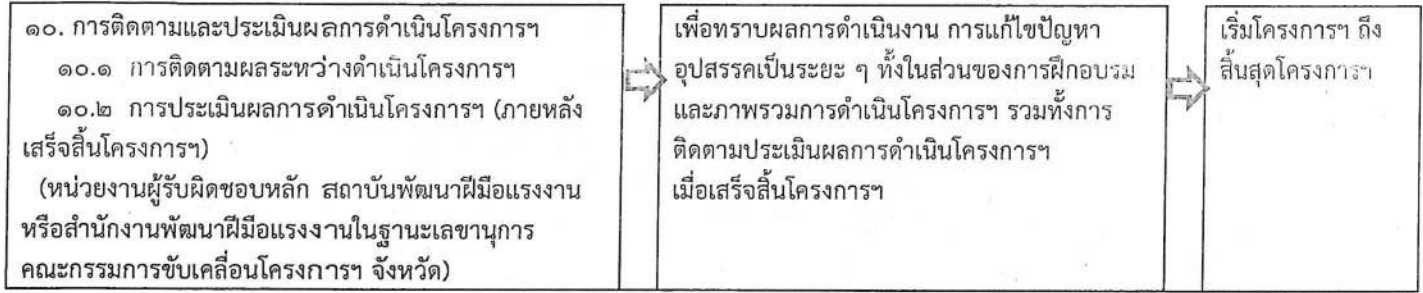 ๑๐. การติดตามและประเมินผลการดำเนินโครงการฯ
๑๐.๑ การติดตามผลระหว่างดำเนินโครงการฯ
๑๐.๒ การประเมินผลการดำเนินโครงการฯ (ภายหลัง
เสร็จสิ้นโครงการฯ)
(หน่วยงานผู้รับผิดชอบหลัก สถาบันพัฒนาฝีมือแรงงาน
หรือสำนักงานพัฒนาฝีมือแรงงานในฐานะเลขานุการ
คณะกรรมการขับเคลื่อนโครงการฯ จังหวัด)
เพื่อทราบผลการดำเนินงาน การแก้ไขปัญหา
อุปสรรคเป็นระยะ ๆ ทั้งในส่วนของการฝึกอบรม
และภาพรวมการดำเนินโครงการฯ รวมทั้งการ
ติดตามประเมินผลการดำเนินโครงการฯ
เมื่อเสร็จสิ้นโครงการฯ
เริ่มโครงการฯ ถึง
สิ้นสุดโครงการฯ